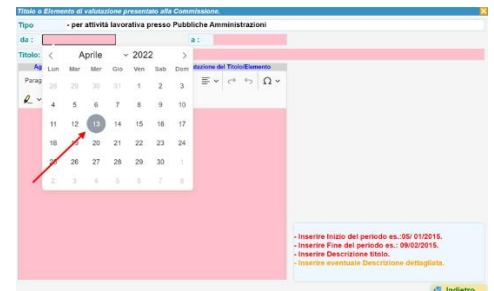 Titolo o Elemento di valutazione presentato alla Commissione.
Tipo - per attività lavorativa presso Pubbliche Amministrazioni
da : a :
Titolo:
Aprile 2022
Lun Mar Mer Gio Ven Sab Dom
28 29 30 31 1 2 3
4 5 6 7 8 9 10
11 12 13 14 15 16 17
18 19 20 21 22 23 24
25 26 27 28 29 30 1
2 3 4 5 6 7 8
Ag
del Titolo/Elemento
Parag
- Inserire Inizio del periodo es.:05/ 01/2015.
- Inserire Fine del periodo es.: 09/02/2015.
- Inserire Descrizione titolo.
- Inserire eventuale Descrizione dettagliata.
Indietro